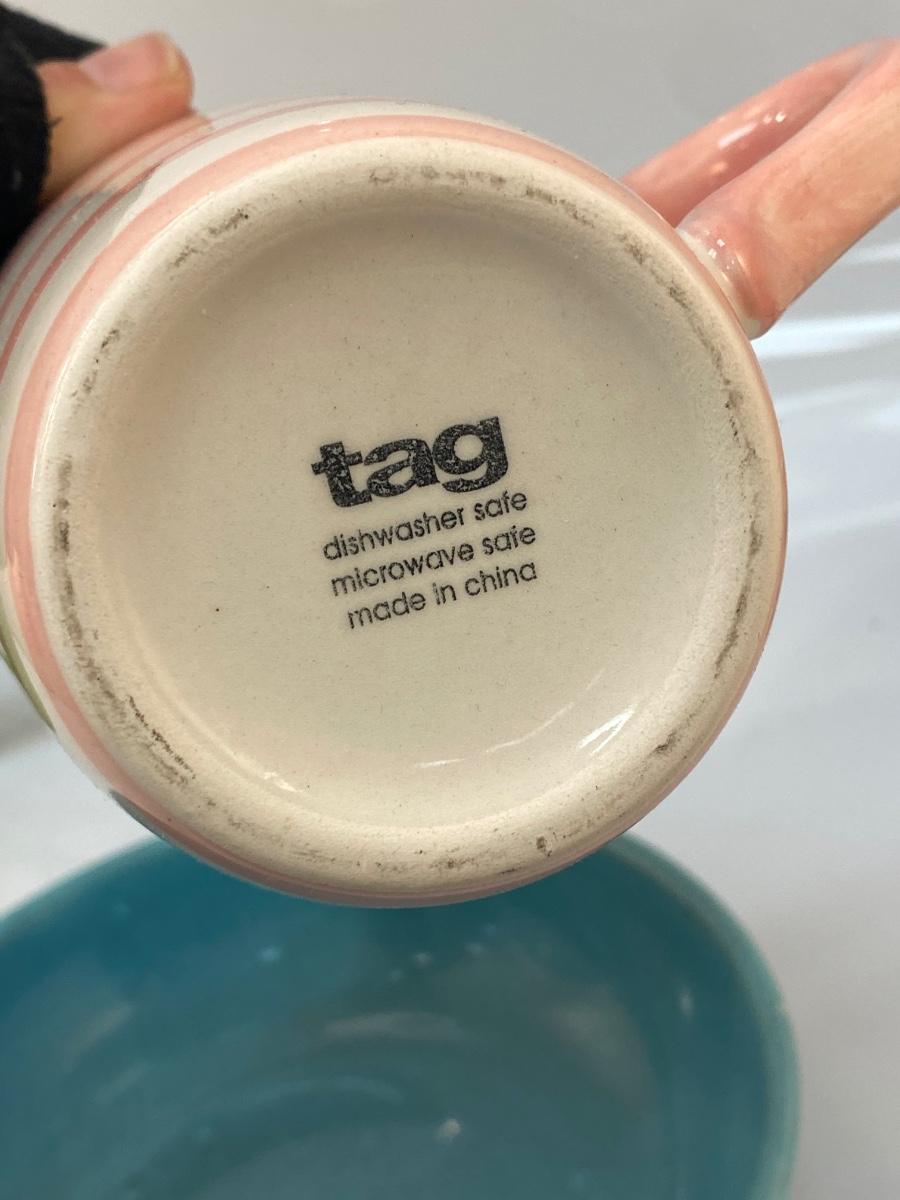 tag
dishwasher safe
microwave safe
made in china